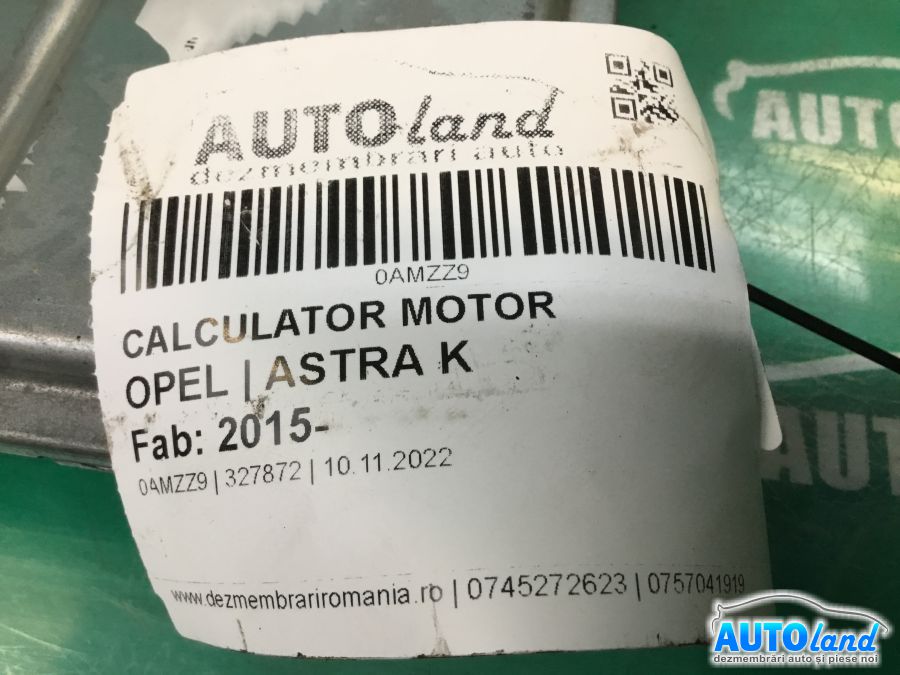 AUTOland
dezmembrari auto
0AMZZ9
CALCULATOR MOTOR
OPEL | ASTRA K
Fab: 2015-
0AMZZ9 | 327872 | 10.11.2022
www.dezmembrariromania.ro | 0745272623 | 0757041919
AUTO
AUTO
AUTOland
dezmembrări auto și piese noi